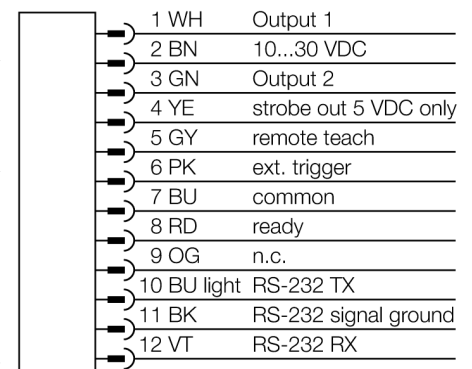 1 WH Output 1
2 BN 10...30 VDC
3 GN Output 2
4 YE strobe out 5 VDC only
5 GY remote teach
6 PK ext. trigger
7 BU common
8 RD ready
9 OG n.c.
10 BU light RS-232 TX
11 BK RS-232 signal ground
12 VT RS-232 RX